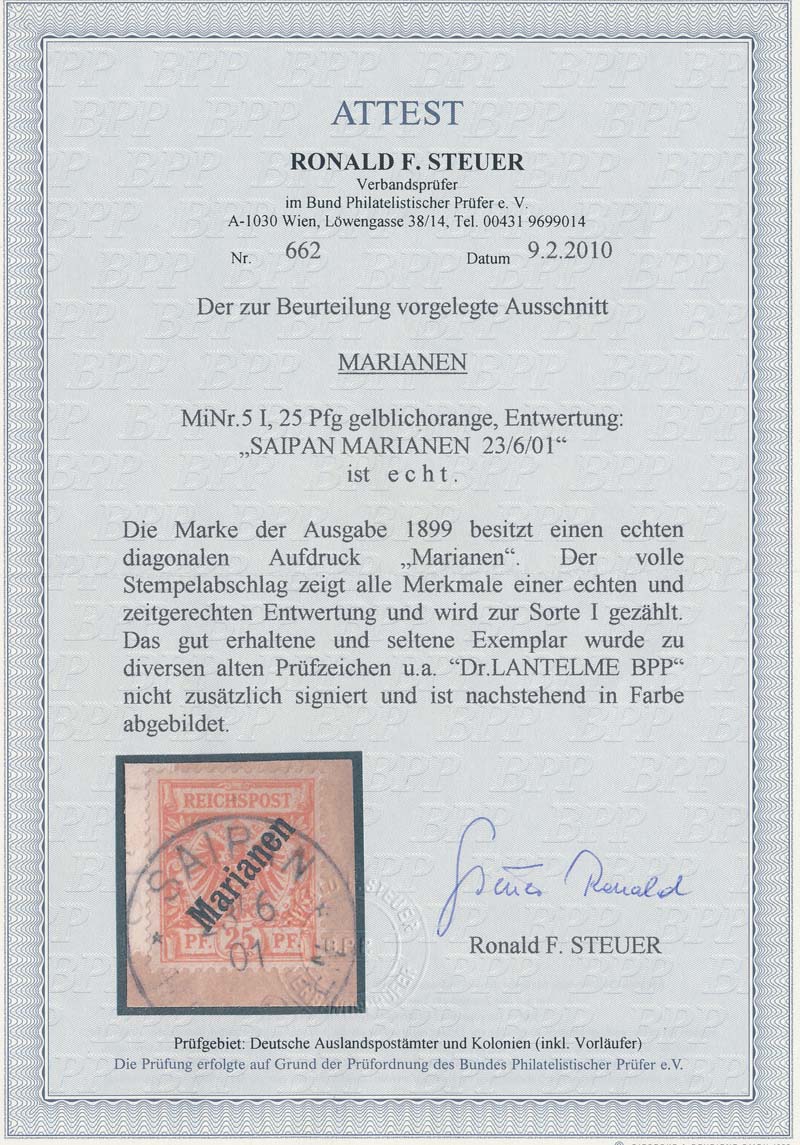 ATTEST
RONALD F. STEUER
Verbandsprüfer
im Bund Philatelistischer Prüfer e. V.
A-1030 Wien, Löwengasse 38/14, Tel. 00431 9699014
Nr. 662 Datum 9.2.2010
Der zur Beurteilung vorgelegte Ausschnitt
MARIANEN
MiNr.5 I, 25 Pfg gelblichorange, Entwertung:
„SAIPAN MARIANEN 23/6/01“
ist e c h t .
Die Marke der Ausgabe 1899 besitzt einen echten
diagonalen Aufdruck „Marianen“. Der volle
Stempelabschlag zeigt alle Merkmale einer echten und
zeitgerechten Entwertung und wird zur Sorte I gezählt.
Das gut erhaltene und seltene Exemplar wurde zu
diversen alten Prüfzeichen u.a. “Dr.LANTELME BPP“
nicht zusätzlich signiert und ist nachstehend in Farbe
abgebildet.
REICHSPOST
SAIPAN
Marianen
PF. 25 PF.
01
STEUER
BPP
Steuer Ronald
Ronald F. STEUER
Prüfgebiet: Deutsche Auslandspostämter und Kolonien (inkl. Vorläufer)
Die Prüfung erfolgte auf Grund der Prüfordnung des Bundes Philatelistischer Prüfer e.V.